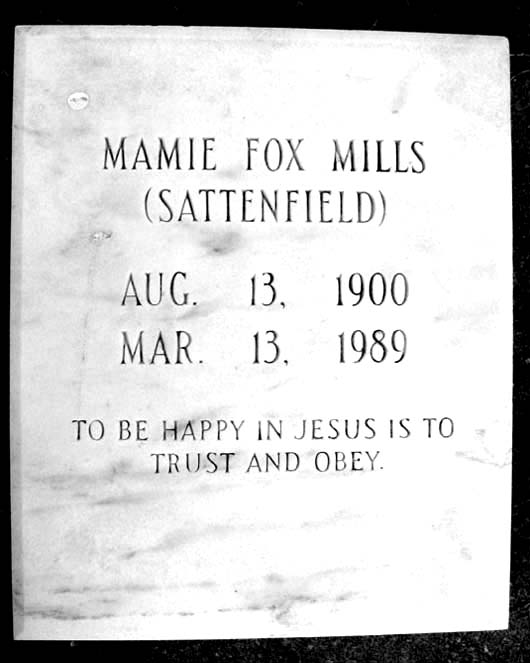 MAMIE FOX MILLS
(SATTENFIELD)
AUG. 13, 1900
MAR. 13, 1989
TO BE HAPPY IN JESUS IS TO
TRUST AND OBEY.